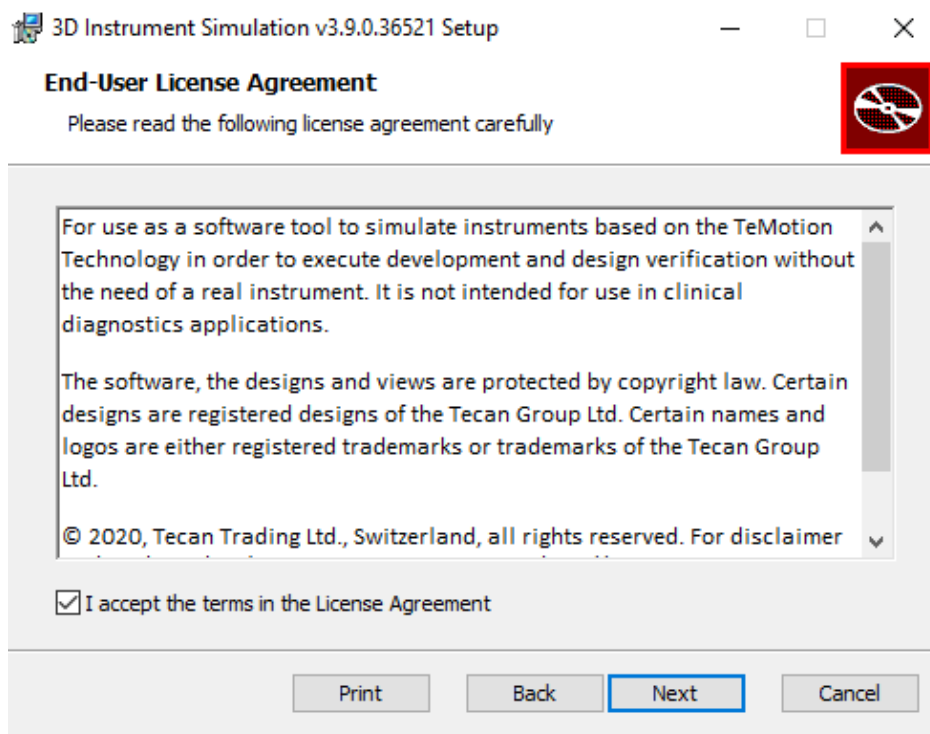 3D Instrument Simulation v3.9.0.36521 Setup
End-User License Agreement
Please read the following license agreement carefully
For use as a software tool to simulate instruments based on the TeMotion
Technology in order to execute development and design verification without
the need of a real instrument. It is not intended for use in clinical
diagnostics applications.
The software, the designs and views are protected by copyright law. Certain
designs are registered designs of the Tecan Group Ltd. Certain names and
logos are either registered trademarks or trademarks of the Tecan Group
Ltd.
© 2020, Tecan Trading Ltd., Switzerland, all rights reserved. For disclaimer
I accept the terms in the License Agreement
Print
Back
Next
Cancel